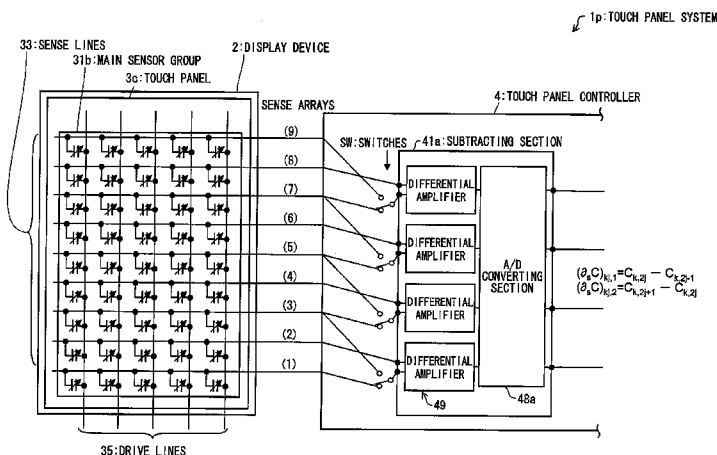 1p:TOUCH PANEL SYSTEM
33:SENSE LINES
31b:MAIN SENSOR GROUP
2:DISPLAY DEVICE
3c:TOUCH PANEL
SENSE ARRAYS
4:TOUCH PANEL CONTROLLER
SW:SWITCHES
41a:SUBTRACTING SECTION
(9)
(8)
(7)
(6)
(5)
(4)
(3)
(2)
(1)
DIFFERENTIAL
AMPLIFIER
DIFFERENTIAL
AMPLIFIER
DIFFERENTIAL
AMPLIFIER
DIFFERENTIAL
AMPLIFIER
A/D
CONVERTING
SECTION
(∂sC)kj,1=Ck,2j − Ck,2j-1
(∂sC)kj,2=Ck,2j+1 − Ck,2j
49
48a
35:DRIVE LINES